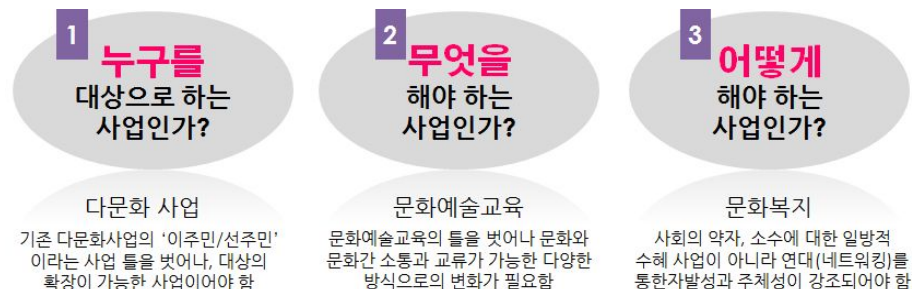 1
누구를
대상으로 하는
사업인가?
다문화 사업
기존 다문화사업의 ‘이주민/선주민’
이라는 사업 틀을 벗어나, 대상의
확장이 가능한 사업이어야 함
2
무엇을
해야 하는
사업인가?
문화예술교육
문화예술교육의 틀을 벗어나 문화와
문화간 소통과 교류가 가능한 다양한
방식으로의 변화가 필요함
3
어떻게
해야 하는
사업인가?
문화복지
사회의 약자, 소수에 대한 일방적
수혜 사업이 아니라 연대(네트워킹)를
통한자발성과 주체성이 강조되어야 함